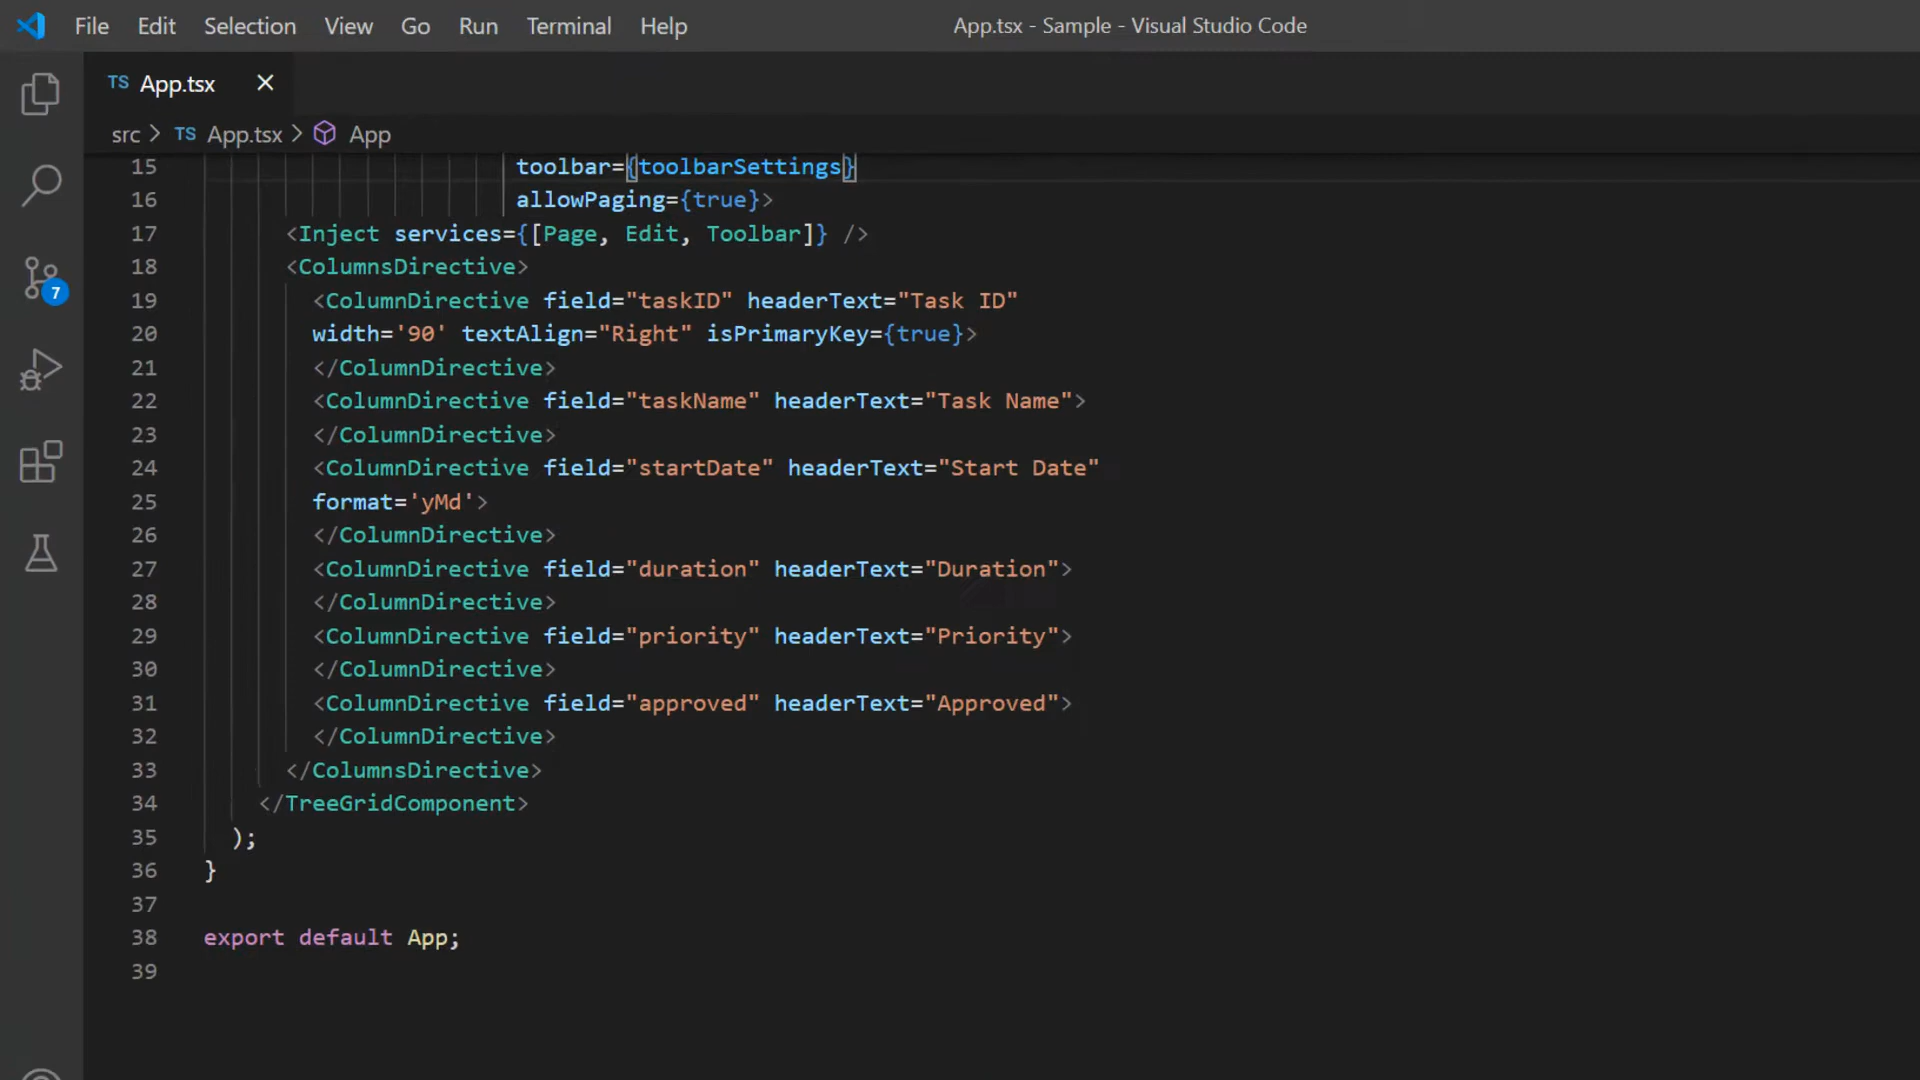 File Edit Selection View Go Run Terminal Help App.tsx - Sample - Visual Studio Code
TS App.tsx
src > TS App.tsx > App
15 toolbar={toolbarSettings}
16 allowPaging={true}>
17 <Inject services={[Page, Edit, Toolbar]} />
18 <ColumnsDirective>
19 <ColumnDirective field="taskID" headerText="Task ID"
20 width='90' textAlign="Right" isPrimaryKey={true}>
21 </ColumnDirective>
22 <ColumnDirective field="taskName" headerText="Task Name">
23 </ColumnDirective>
24 <ColumnDirective field="startDate" headerText="Start Date"
25 format='yMd'>
26 </ColumnDirective>
27 <ColumnDirective field="duration" headerText="Duration">
28 </ColumnDirective>
29 <ColumnDirective field="priority" headerText="Priority">
30 </ColumnDirective>
31 <ColumnDirective field="approved" headerText="Approved">
32 </ColumnDirective>
33 </ColumnsDirective>
34 </TreeGridComponent>
35 );
36 }
37
38 export default App;
39
7